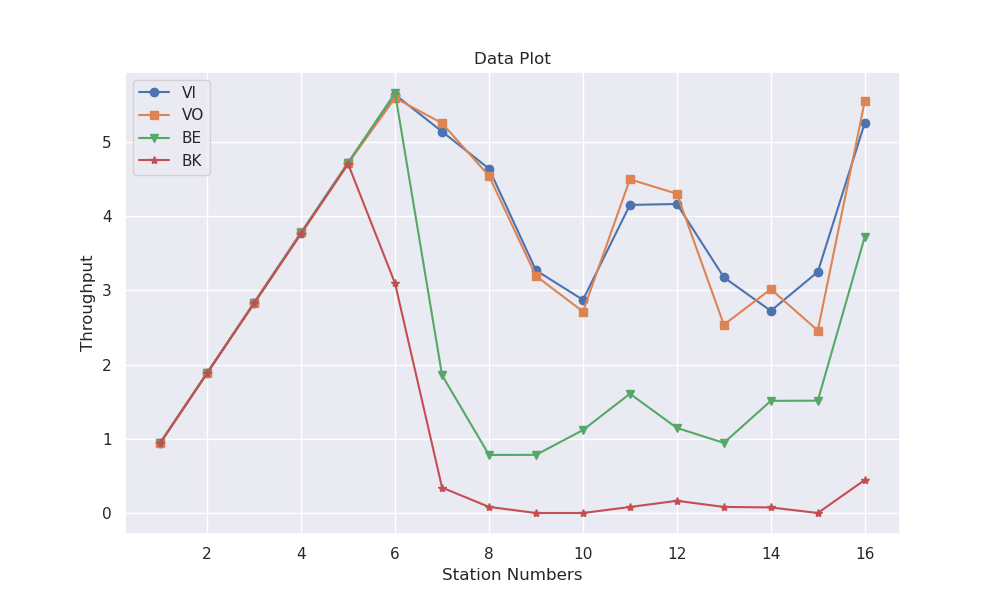 Data Plot
VI
VO
BE
BK
Throughput
5
4
3
2
1
0
2 4 6 8 10 12 14 16
Station Numbers